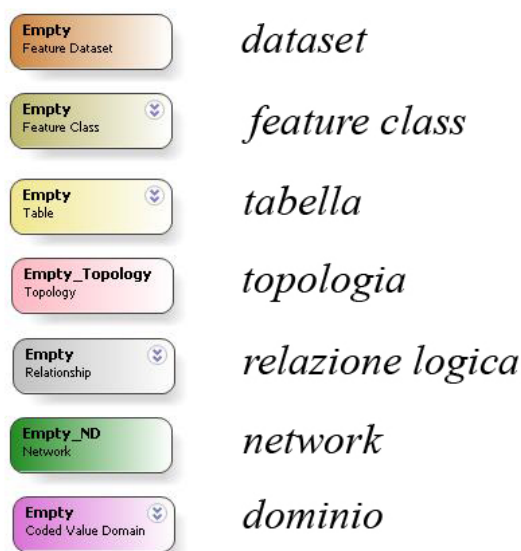 Empty
Feature Dataset
dataset
Empty
Feature Class
feature class
Empty
Table
tabella
Empty_Topology
Topology
topologia
Empty
Relationship
relazione logica
Empty_ND
Network
network
Empty
Coded Value Domain
dominio